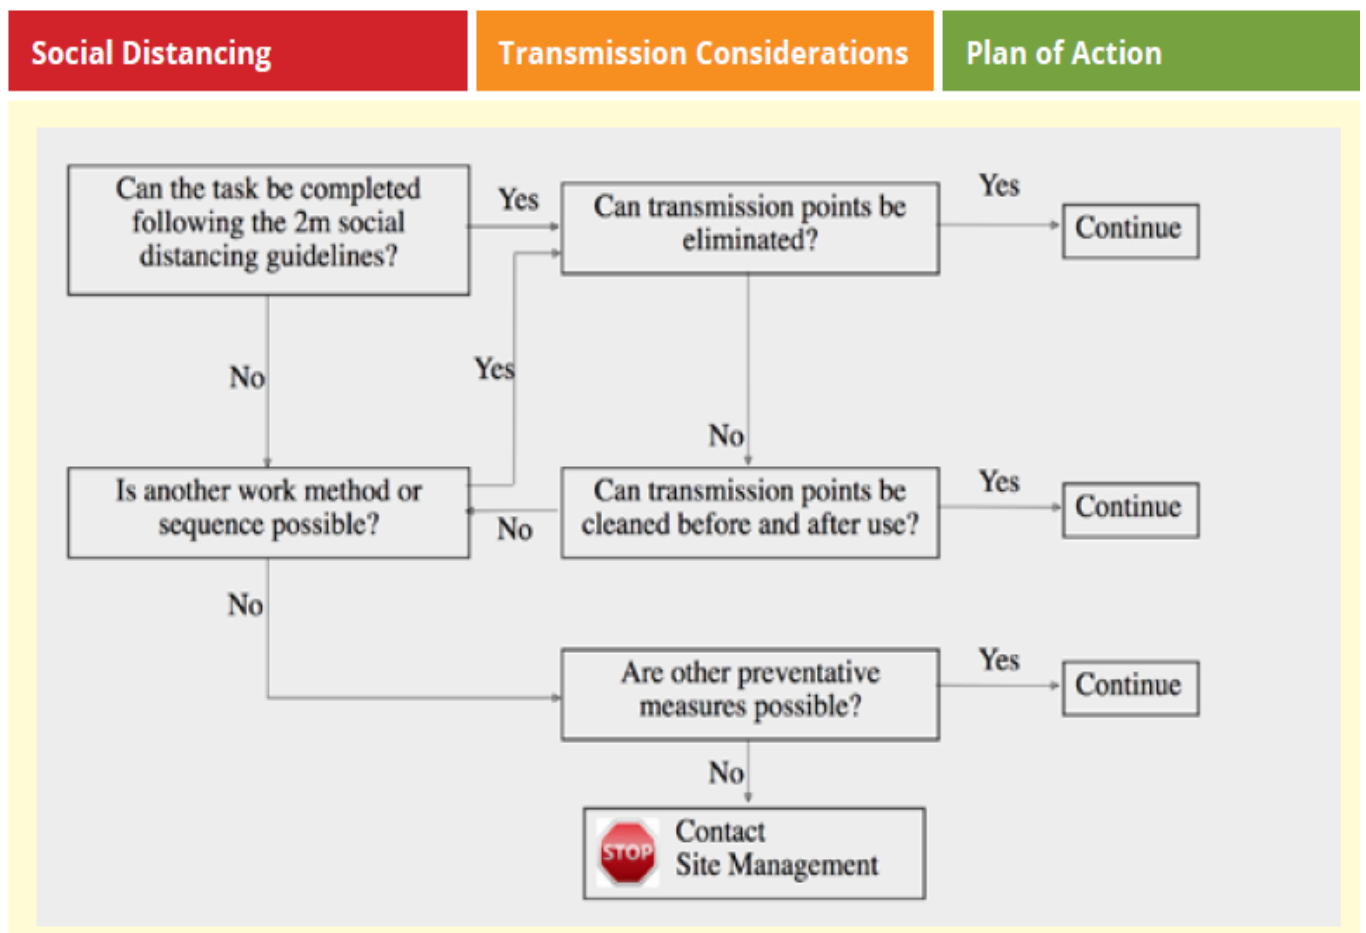 Social Distancing
Transmission Considerations
Plan of Action
Can the task be completed
following the 2m social
distancing guidelines?
Yes
Can transmission points be
eliminated?
Yes
Continue
No
Yes
No
Is another work method or
sequence possible?
No
Can transmission points be
cleaned before and after use?
Yes
Continue
No
Are other preventative
measures possible?
Yes
Continue
No
STOP
Contact
Site Management